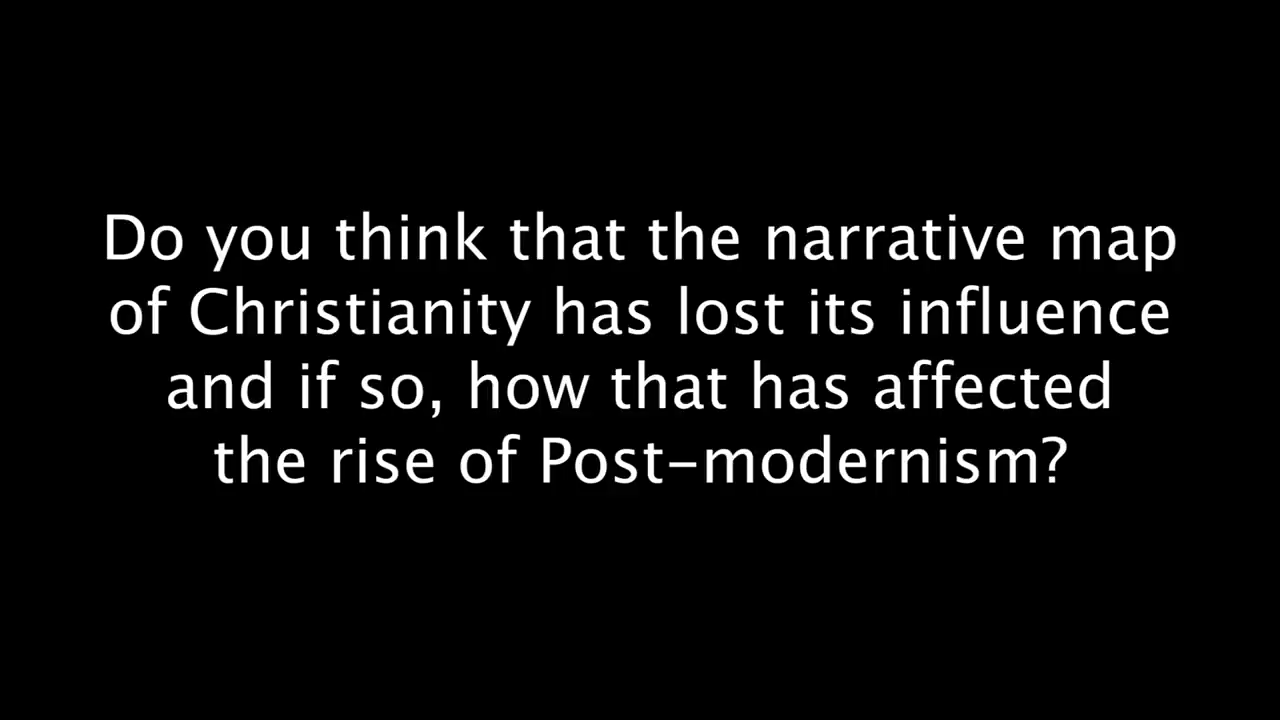 Do you think that the narrative map
of Christianity has lost its influence
and if so, how that has affected
the rise of Post-modernism?